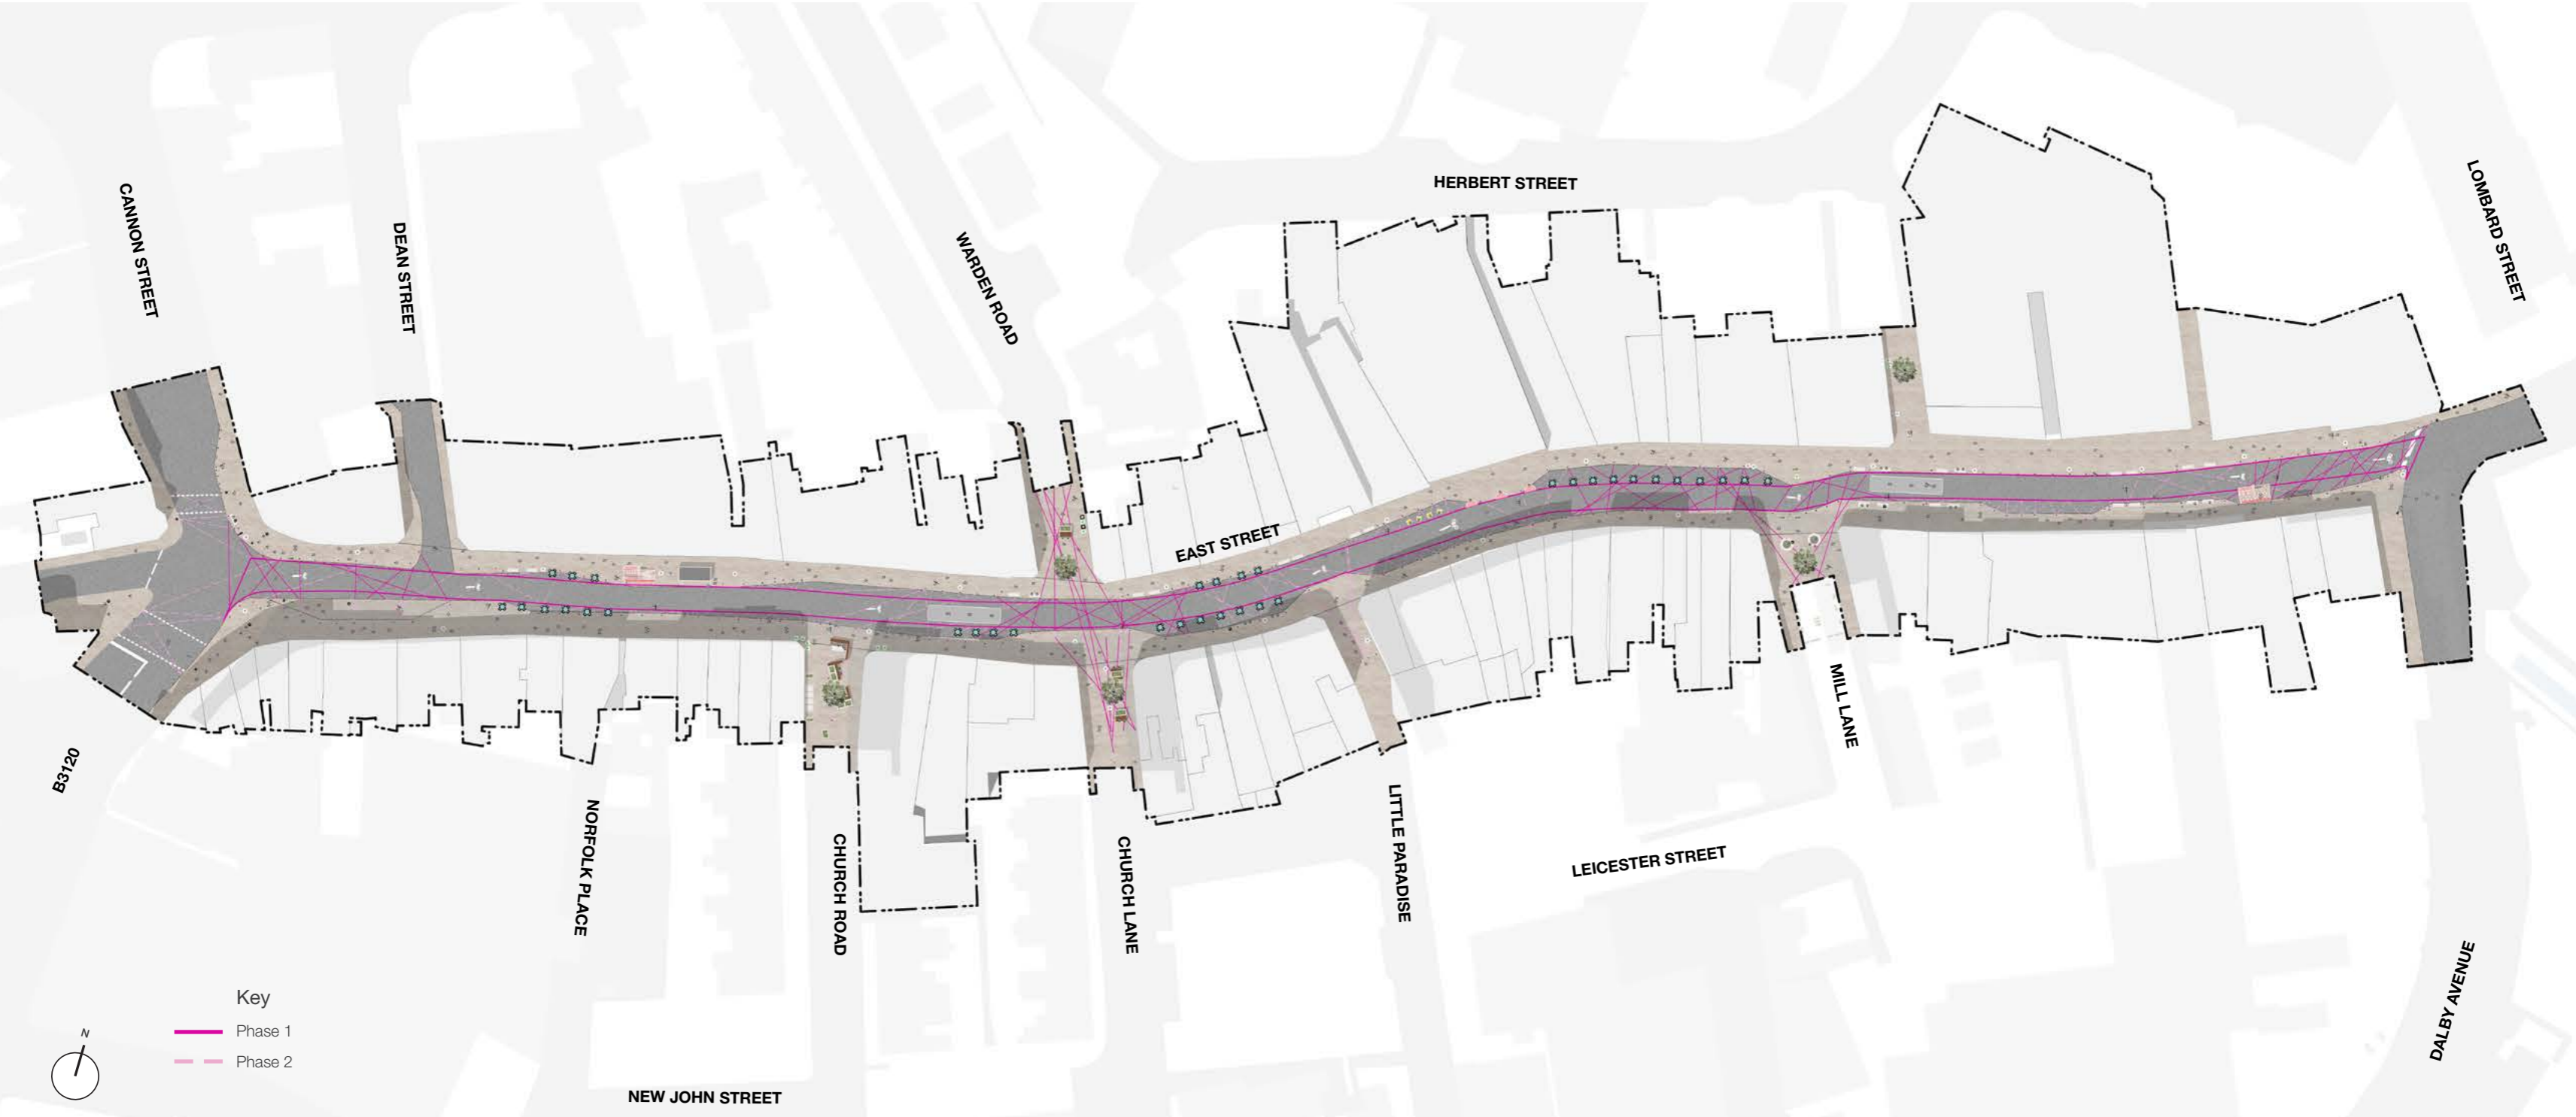 CANNON STREET
DEAN STREET
WARDEN ROAD
HERBERT STREET
LOMBARD STREET
EAST STREET
MILL LANE
B3120
NORFOLK PLACE
CHURCH ROAD
CHURCH LANE
LITTLE PARADISE
LEICESTER STREET
DALBY AVENUE
Key
N
Phase 1
Phase 2
NEW JOHN STREET